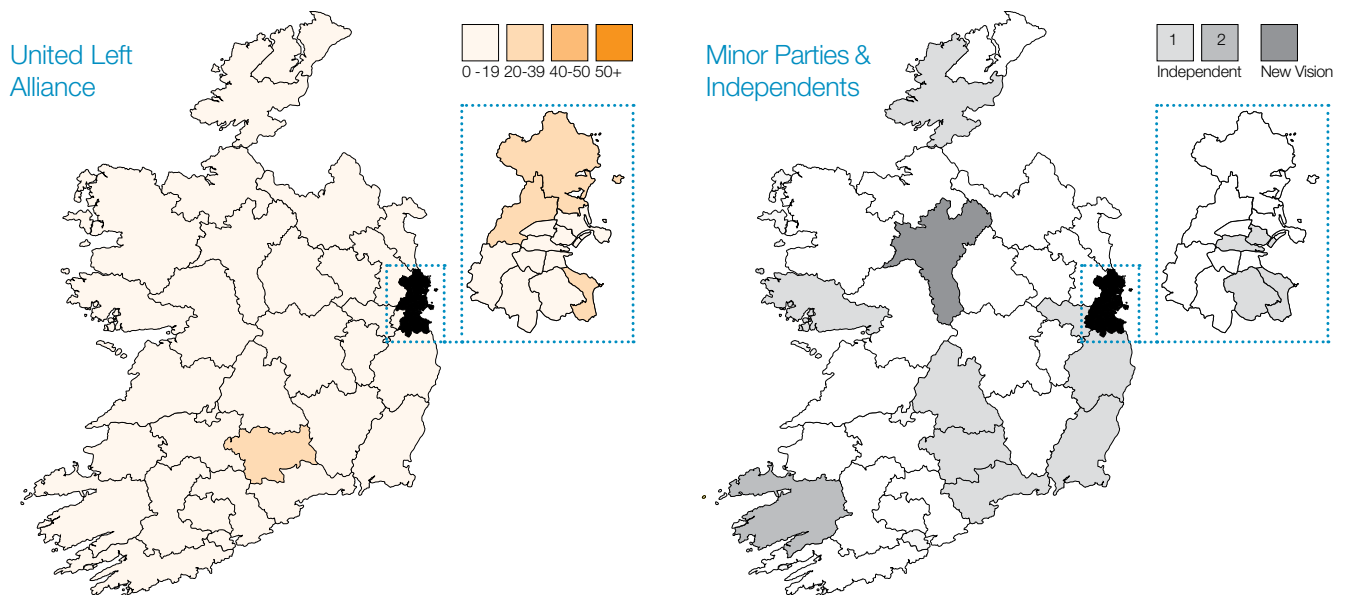 United Left
Alliance
0 - 19 20-39 40-50 50+
Minor Parties &
Independents
1 2
Independent New Vision